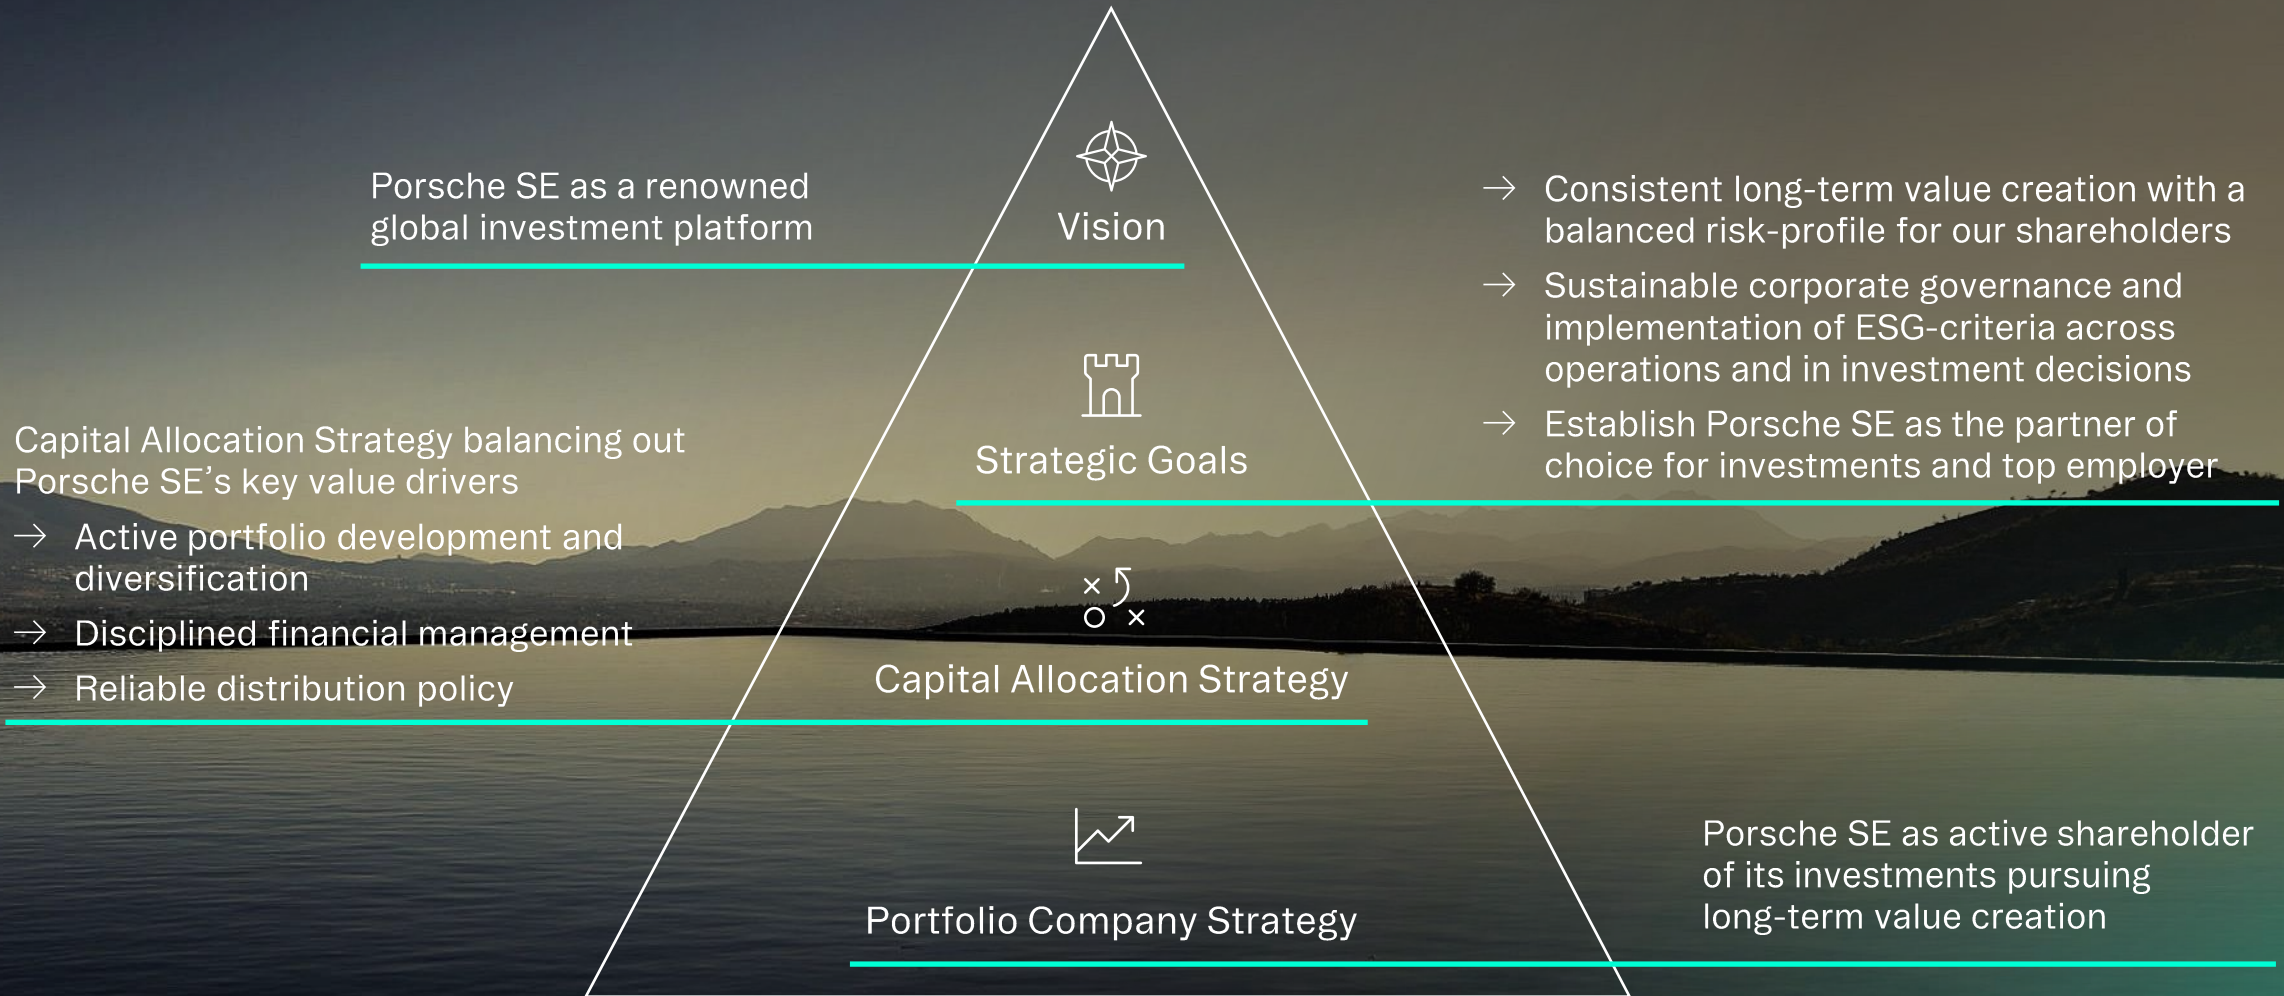 Porsche SE as a renowned
global investment platform
Vision
→ Consistent long-term value creation with a
balanced risk-profile for our shareholders
→ Sustainable corporate governance and
implementation of ESG-criteria across
operations and in investment decisions
→ Establish Porsche SE as the partner of
choice for investments and top employer
Strategic Goals
Capital Allocation Strategy balancing out
Porsche SE’s key value drivers
→ Active portfolio development and
diversification
→ Disciplined financial management
→ Reliable distribution policy
Capital Allocation Strategy
Portfolio Company Strategy
Porsche SE as active shareholder
of its investments pursuing
long-term value creation